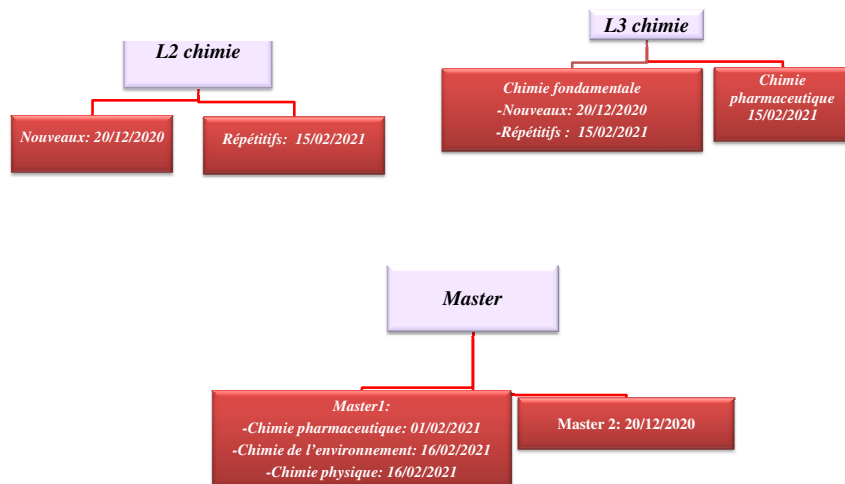 L2 chimie
Nouveaux: 20/12/2020
Répétitifs: 15/02/2021
L3 chimie
Chimie fondamentale
-Nouveaux: 20/12/2020
-Répétitifs : 15/02/2021
Chimie
pharmaceutique
15/02/2021
Master
Master1:
-Chimie pharmaceutique: 01/02/2021
-Chimie de l’environnement: 16/02/2021
-Chimie physique: 16/02/2021
Master 2: 20/12/2020